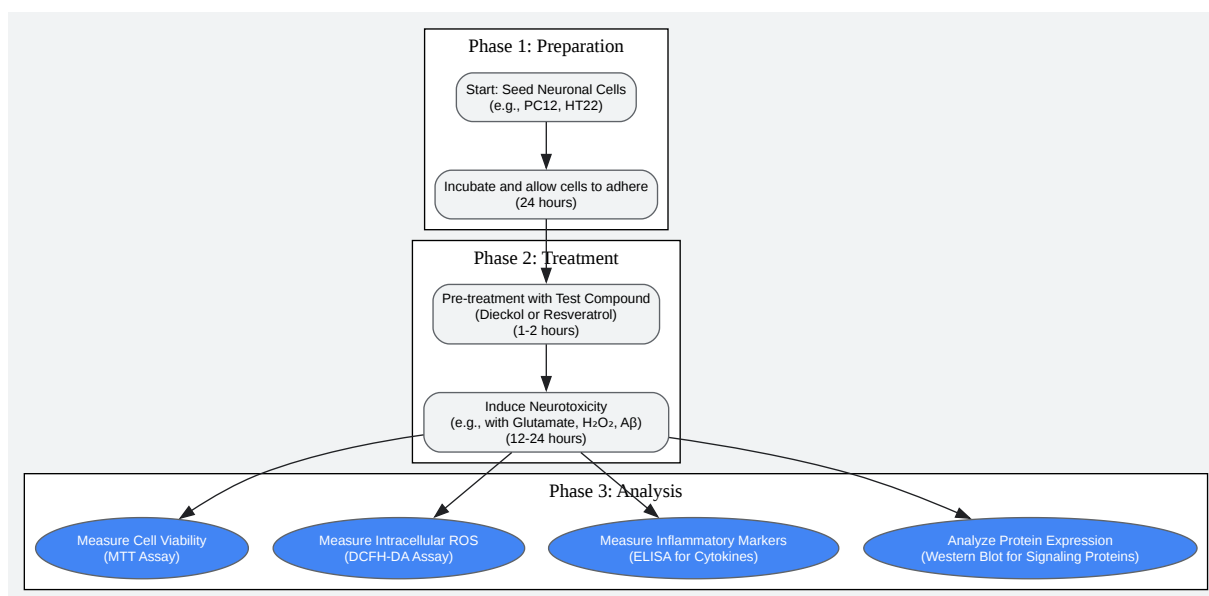 Phase 1: Preparation
Start: Seed Neuronal Cells
(e.g., PC12, HT22)
Incubate and allow cells to adhere
(24 hours)
Phase 2: Treatment
Pre-treatment with Test Compound
(Dieckol or Resveratrol)
(1-2 hours)
Induce Neurotoxicity
(e.g., with Glutamate, H₂O₂, Aβ)
(12-24 hours)
Phase 3: Analysis
Measure Cell Viability
(MTT Assay)
Measure Intracellular ROS
(DCFH-DA Assay)
Measure Inflammatory Markers
(ELISA for Cytokines)
Analyze Protein Expression
(Western Blot for Signaling Proteins)